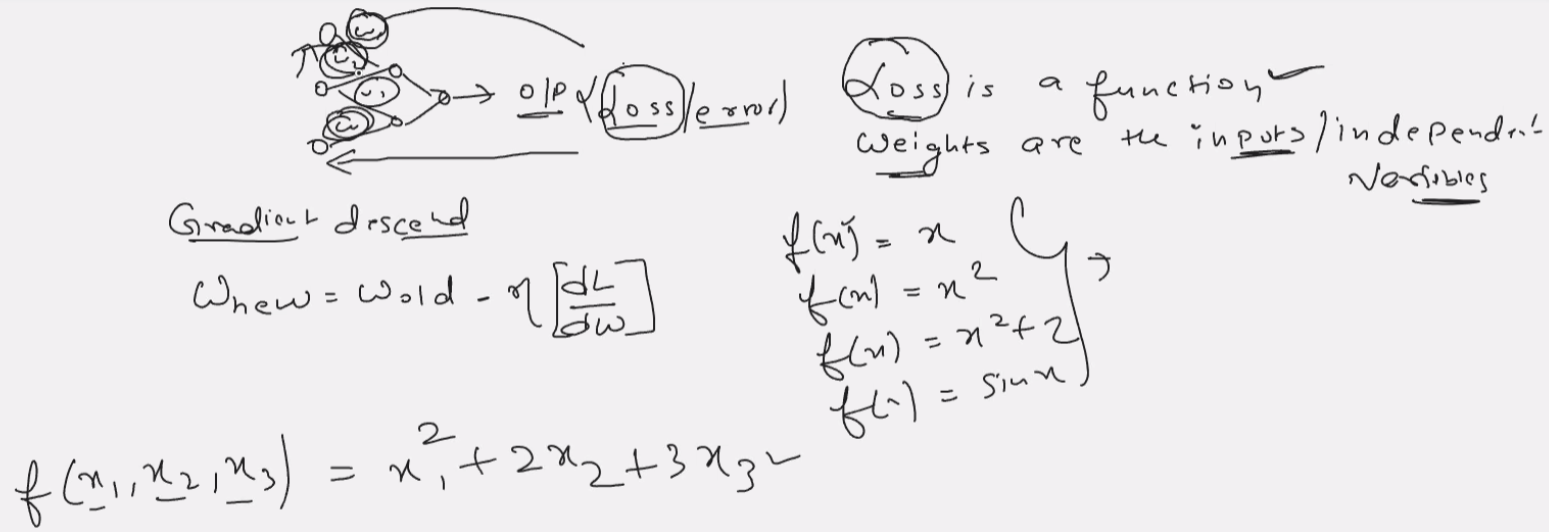 O/P (Loss/error)
Loss is a function
Weights are the inputs/independent
Variables
Gradient descend
Wnew = Wold - η [dL/dw]
f(x) = x
f(x) = x²
f(x) = x²+2
f(x) = sinx
f(x₁,x₂,x₃) = x₁² + 2x₂ + 3x₃